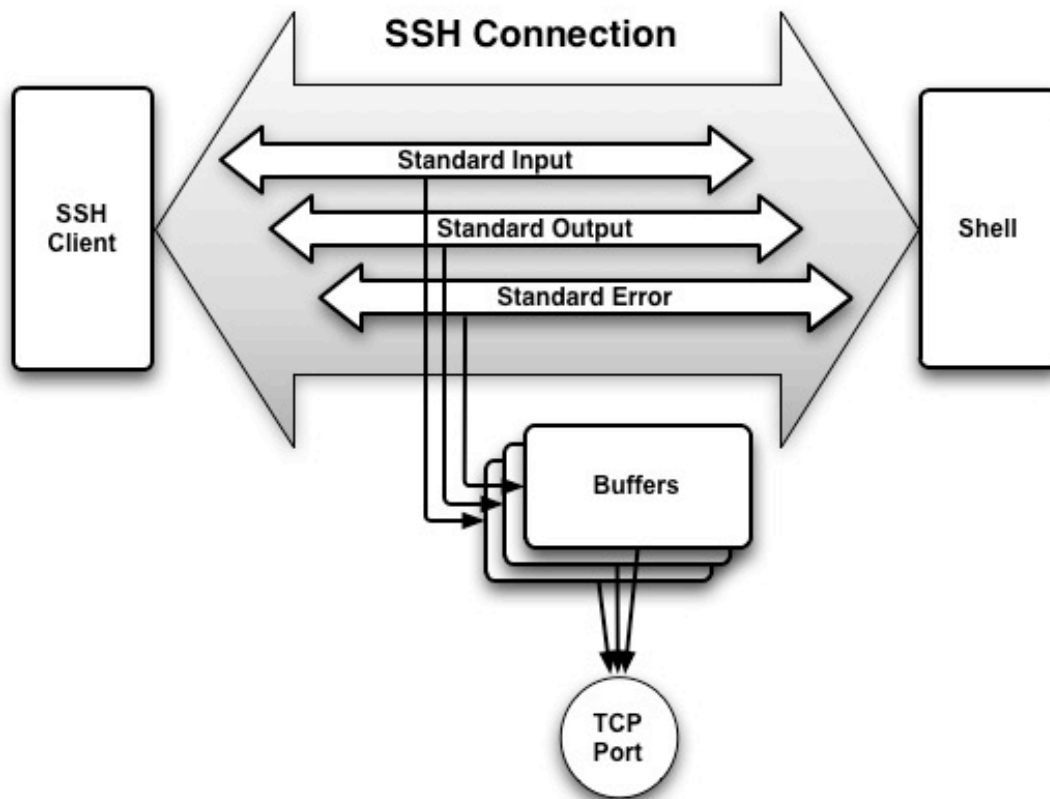 SSH Connection
Standard Input
SSH
Client
Standard Output
Shell
Standard Error
Buffers
TCP
Port